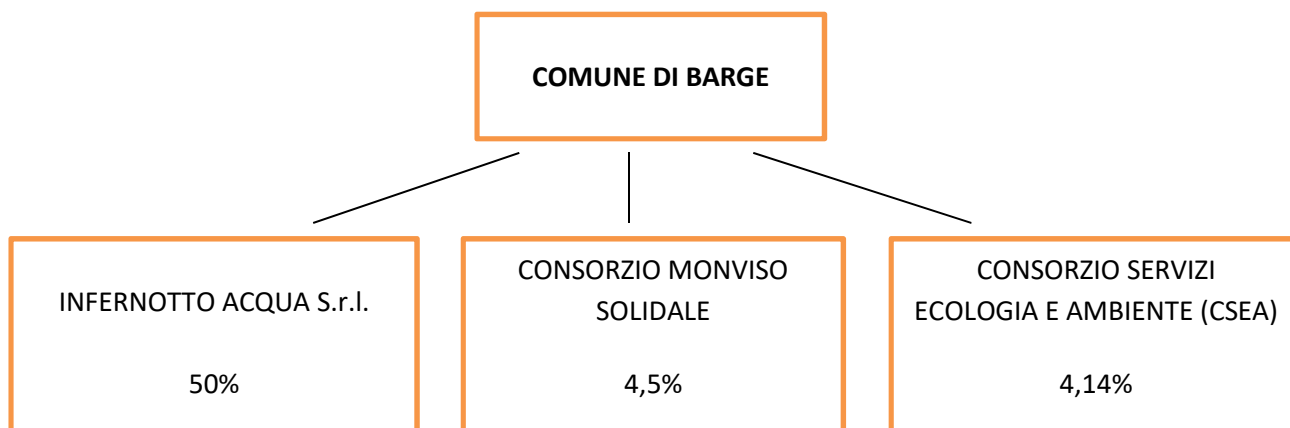 COMUNE DI BARGE
INFERNOTTO ACQUA S.r.l.
50%
CONSORZIO MONVISO
SOLIDALE
4,5%
CONSORZIO SERVIZI
ECOLOGIA E AMBIENTE (CSEA)
4,14%